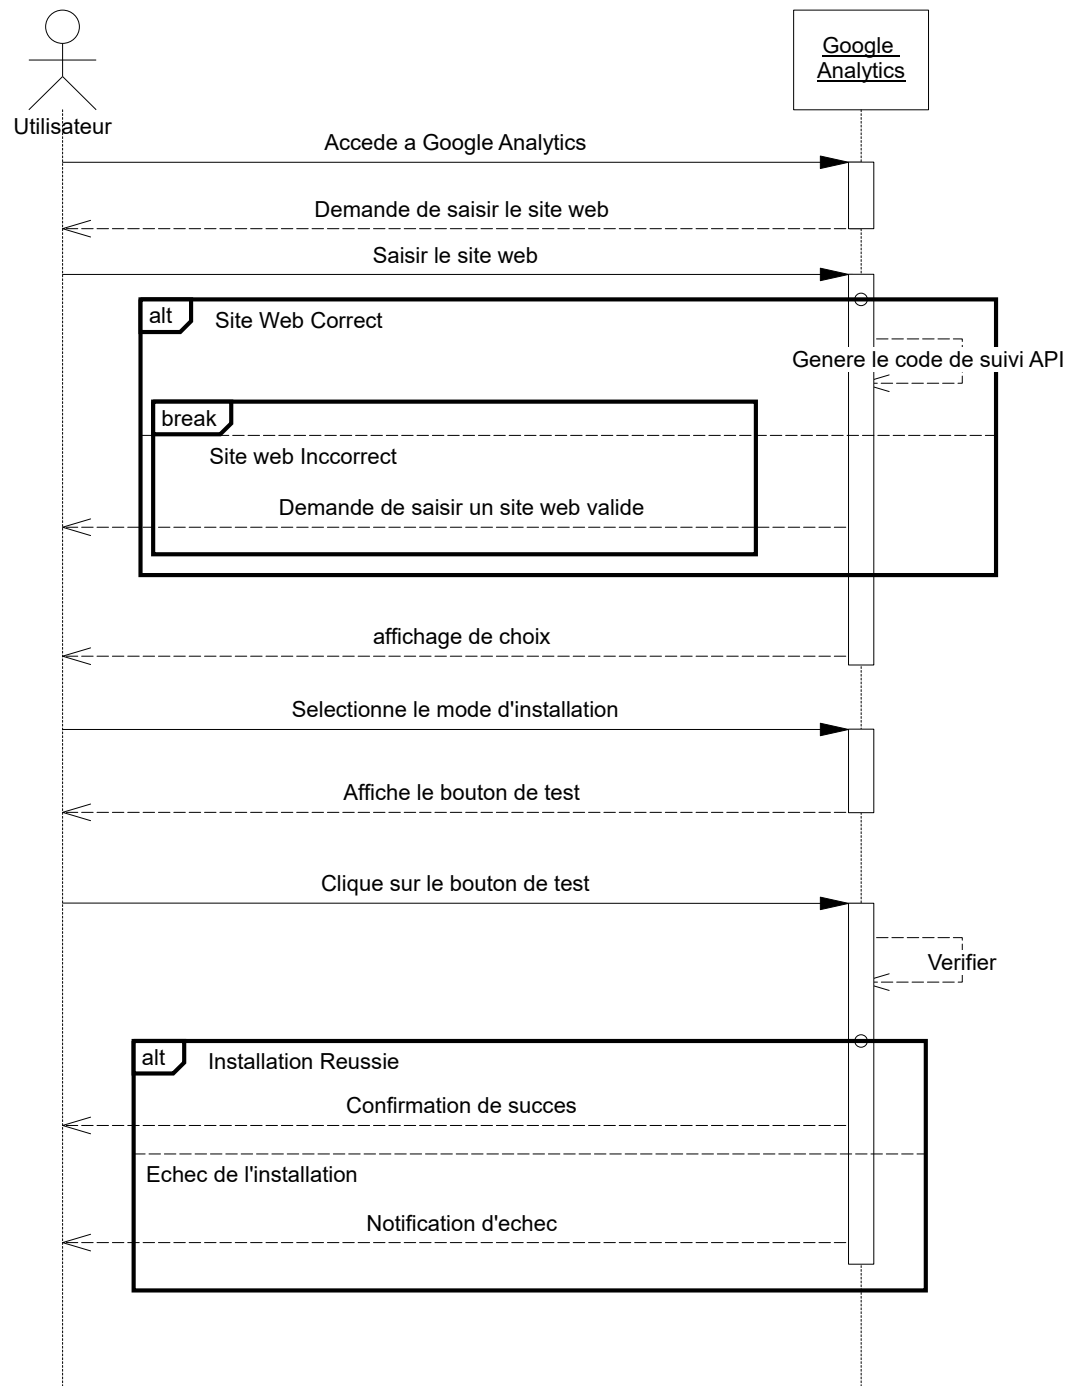 Google
Analytics
Utilisateur
Accede a Google Analytics
Demande de saisir le site web
Saisir le site web
alt
Site Web Correct
Genere le code de suivi API
break
Site web Inccorrect
Demande de saisir un site web valide
affichage de choix
Selectionne le mode d'installation
Affiche le bouton de test
Clique sur le bouton de test
Verifier
alt
Installation Reussie
Confirmation de succes
Echec de l'installation
Notification d'echec